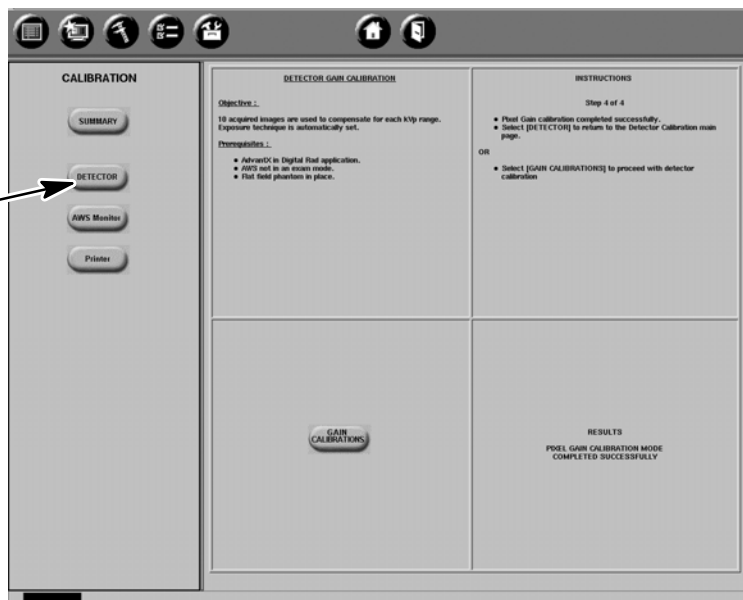 CALIBRATION
SUMMARY
DETECTOR
AWS Monitor
Printer
DETECTOR GAIN CALIBRATION
Objective :
10 acquired images are used to compensate for each kVp range.
Exposure technique is automatically set.
Prerequisites :
• AdvantX in Digital Rad application.
• AWS not in an exam mode.
• Flat field phantom in place.
INSTRUCTIONS
Step 4 of 4
• Pixel Gain calibration completed successfully.
• Select [DETECTOR] to return to the Detector Calibration main
page.
OR
• Select [GAIN CALIBRATIONS] to proceed with detector
calibration
GAIN
CALIBRATIONS
RESULTS
PIXEL GAIN CALIBRATION MODE
COMPLETED SUCCESSFULLY